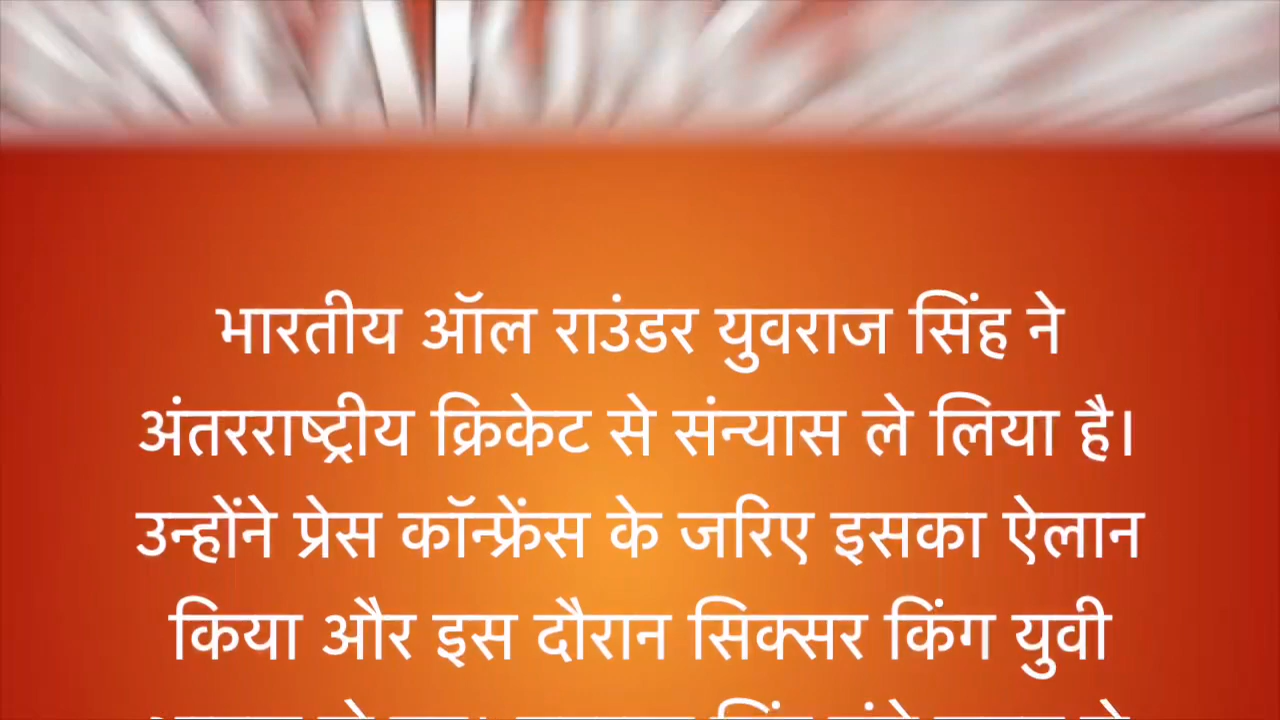 भारतीय ऑल राउंडर युवराज सिंह ने
अंतरराष्ट्रीय क्रिकेट से संन्यास ले लिया है।
उन्होंने प्रेस कॉन्फ्रेंस के जरिए इसका ऐलान
किया और इस दौरान सिक्सर किंग युवी